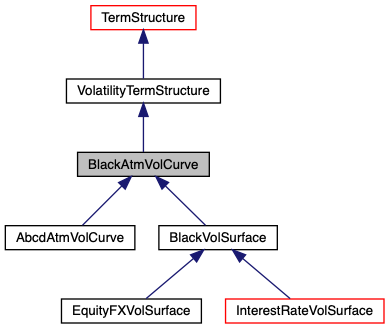 TermStructure
VolatilityTermStructure
BlackAtmVolCurve
AbcdAtmVolCurve
BlackVolSurface
EquityFXVolSurface
InterestRateVolSurface